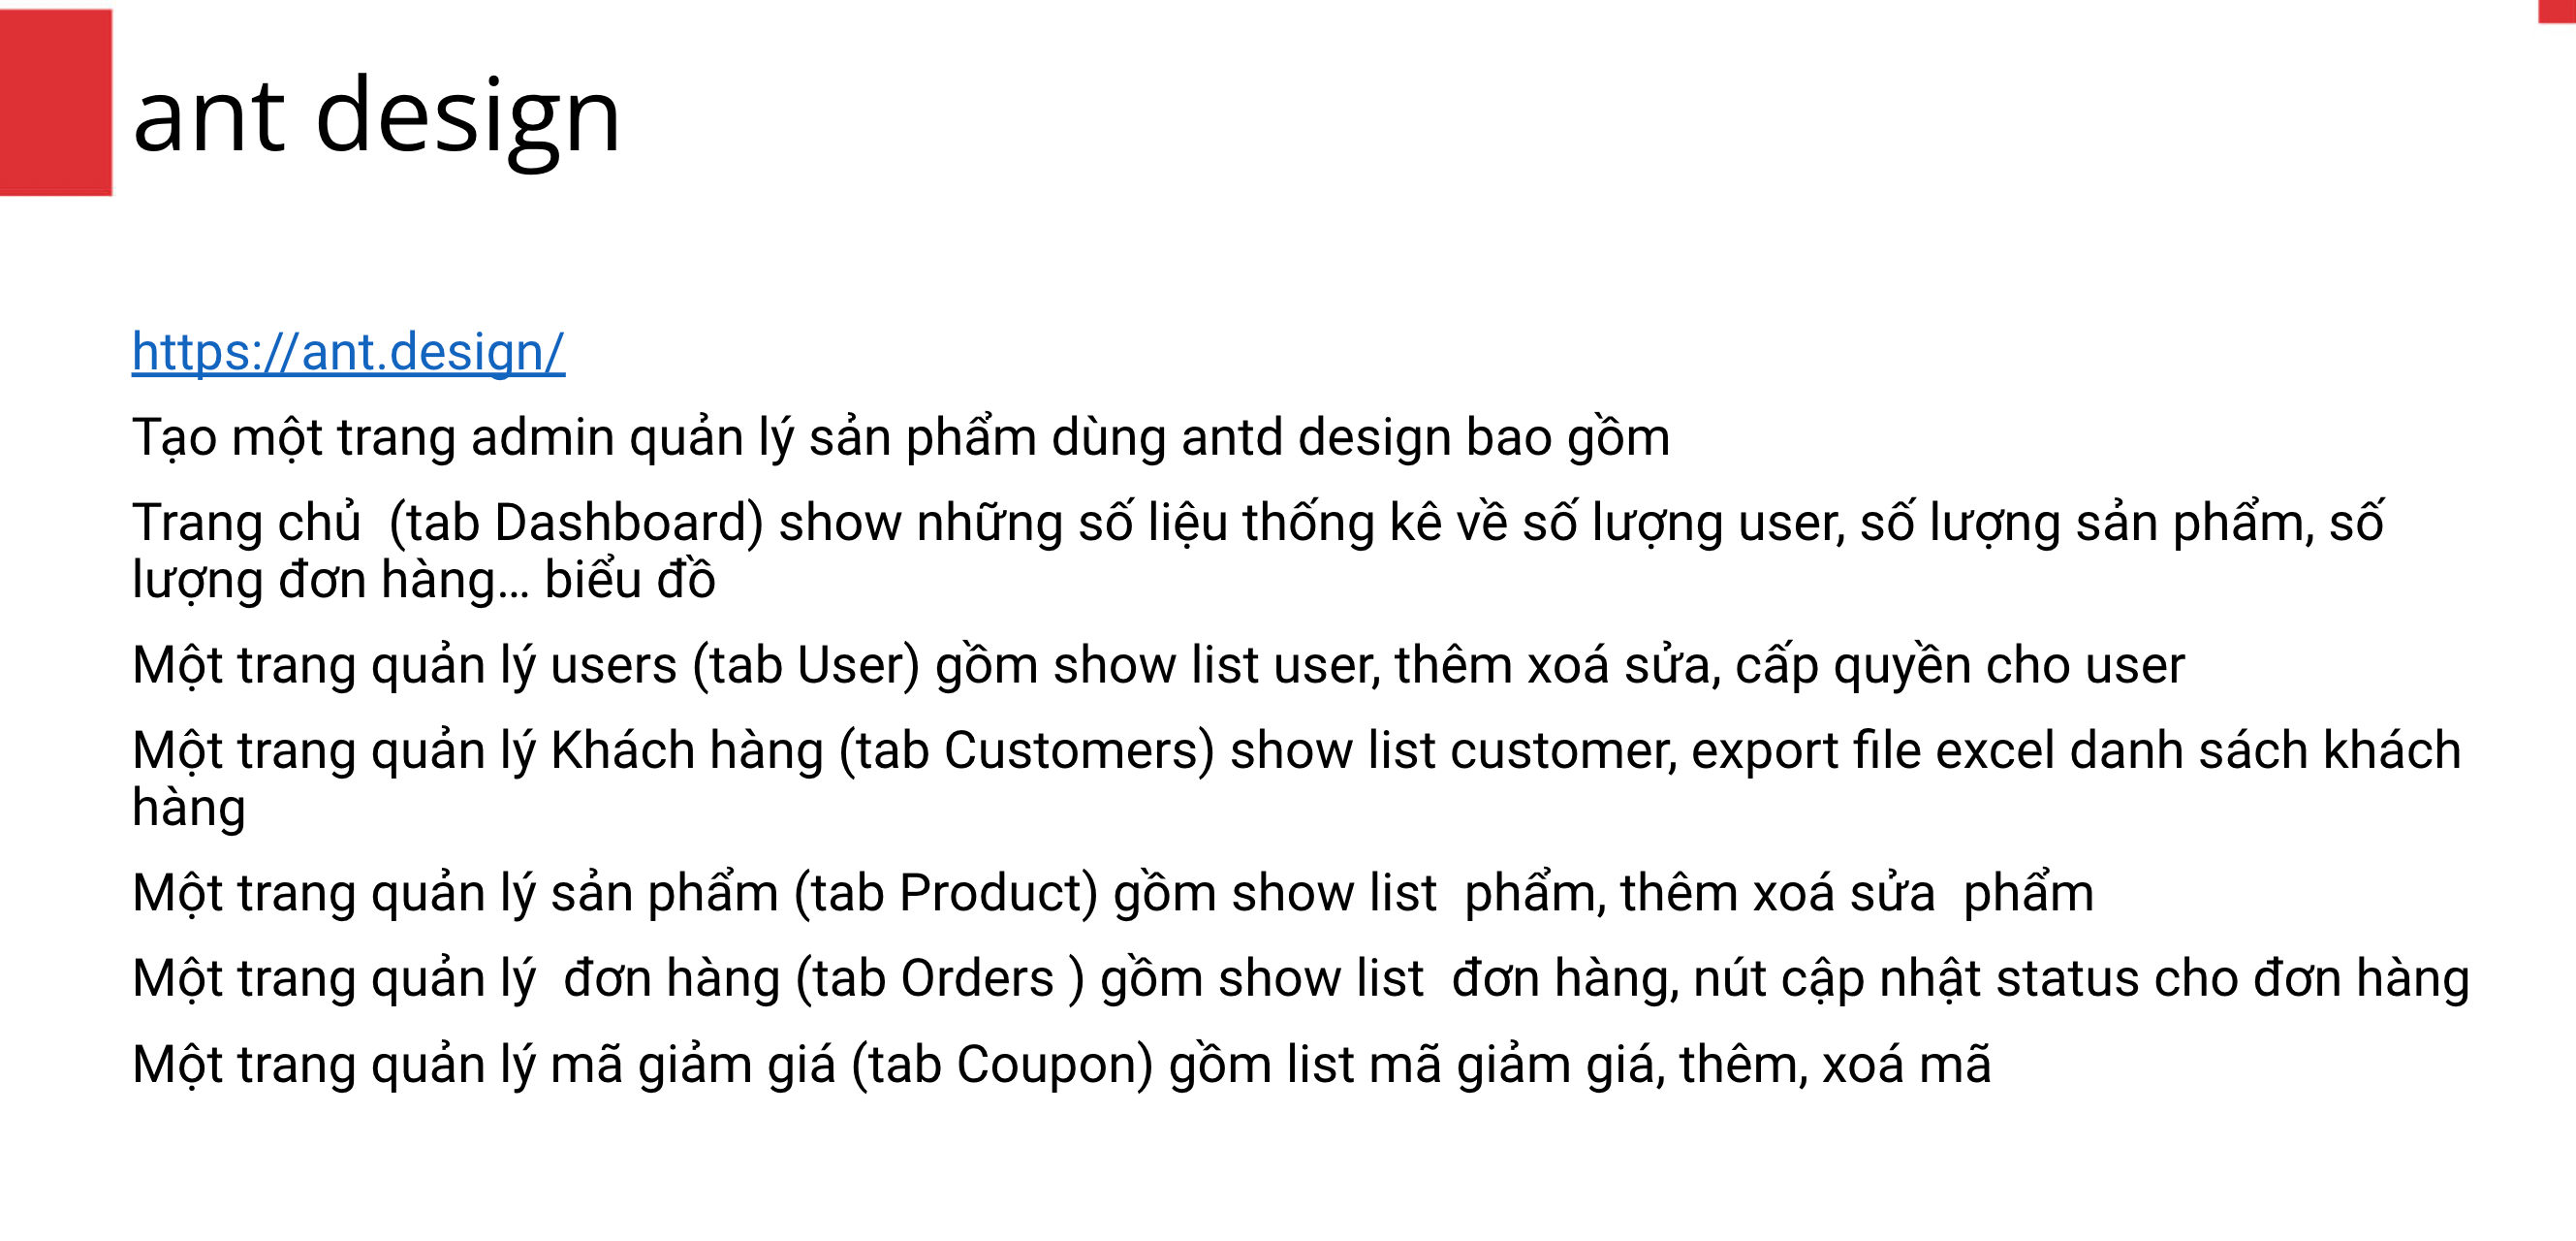 ant design
https://ant.design/
Tạo một trang admin quản lý sản phẩm dùng antd design bao gồm
Trang chủ  (tab Dashboard) show những số liệu thống kê về số lượng user, số lượng sản phẩm, số
lượng đơn hàng… biểu đồ
Một trang quản lý users (tab User) gồm show list user, thêm xoá sửa, cấp quyền cho user
Một trang quản lý Khách hàng (tab Customers) show list customer, export file excel danh sách khách
hàng
Một trang quản lý sản phẩm (tab Product) gồm show list  phẩm, thêm xoá sửa  phẩm
Một trang quản lý  đơn hàng (tab Orders ) gồm show list  đơn hàng, nút cập nhật status cho đơn hàng
Một trang quản lý mã giảm giá (tab Coupon) gồm list mã giảm giá, thêm, xoá mã